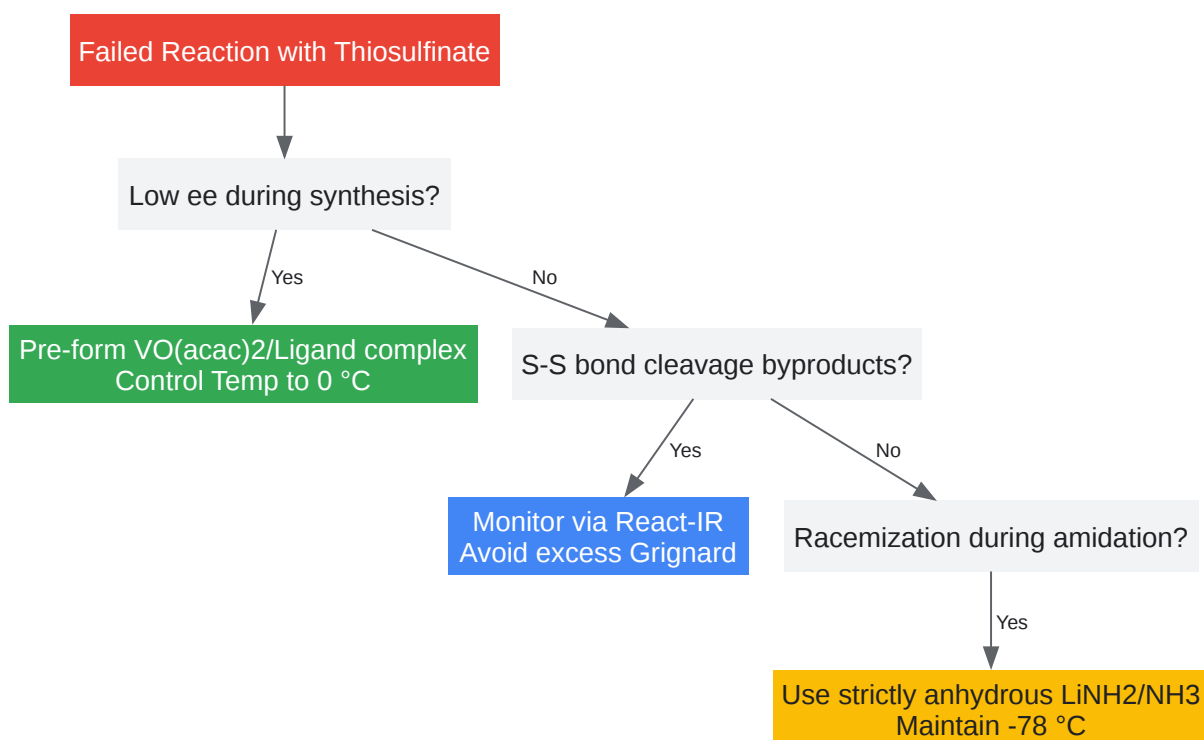 Failed Reaction with Thiosulfinate
Low ee during synthesis?
Yes
No
Pre-form VO(acac)2/Ligand complex
Control Temp to 0 °C
S-S bond cleavage byproducts?
Yes
No
Monitor via React-IR
Avoid excess Grignard
Racemization during amidation?
Yes
Use strictly anhydrous LiNH2/NH3
Maintain -78 °C